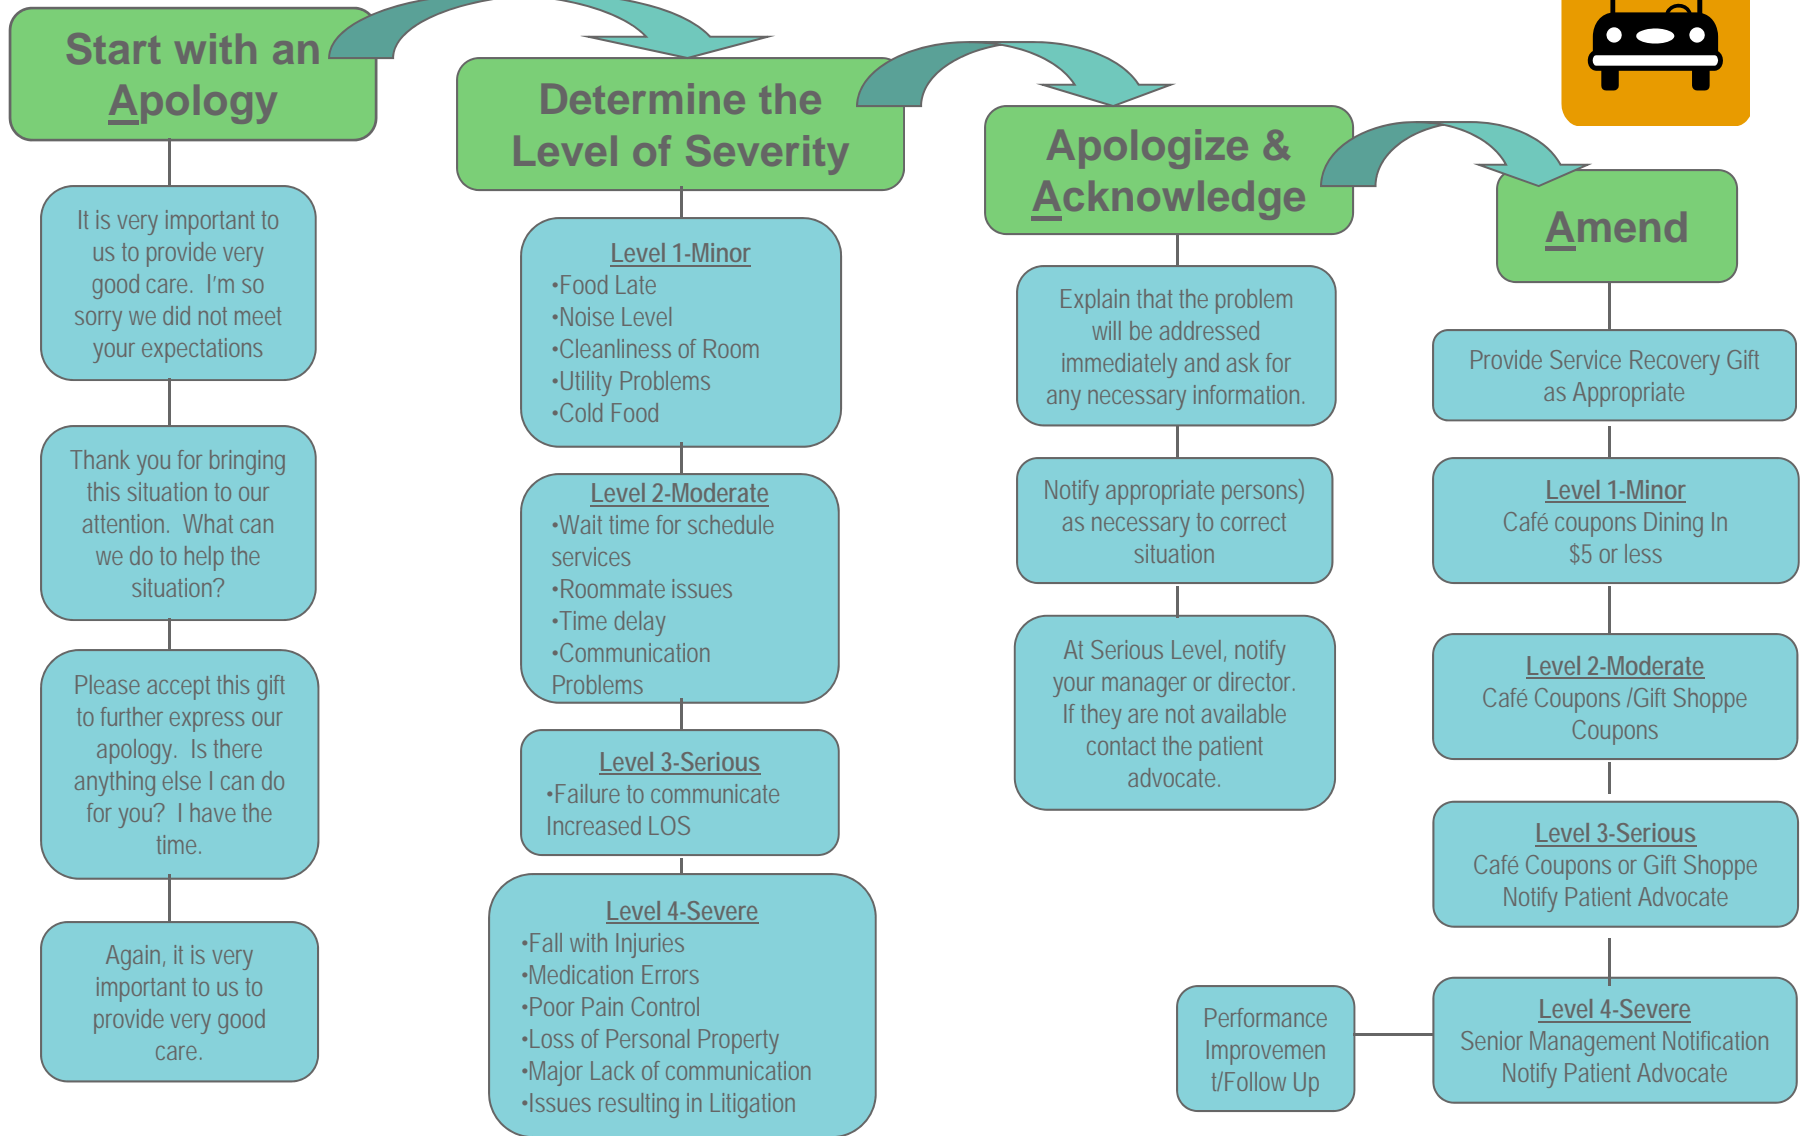 Start with an
Apology
It is very important to
us to provide very
good care.  I'm so
sorry we did not meet
your expectations
Thank you for bringing
this situation to our
attention.  What can
we do to help the
situation?
Please accept this gift
to further express our
apology.  Is there
anything else I can do
for you?  I have the
time.
Again, it is very
important to us to
provide very good
care.
Determine the
Level of Severity
Level 1-Minor
•Food Late
•Noise Level
•Cleanliness of Room
•Utility Problems
•Cold Food
Level 2-Moderate
•Wait time for schedule
services
•Roommate issues
•Time delay
•Communication
Problems
Level 3-Serious
•Failure to communicate
Increased LOS
Level 4-Severe
•Fall with Injuries
•Medication Errors
•Poor Pain Control
•Loss of Personal Property
•Major Lack of communication
•Issues resulting in Litigation
Apologize &
Acknowledge
Explain that the problem
will be addressed
immediately and ask for
any necessary information.
Notify appropriate persons)
as necessary to correct
situation
At Serious Level, notify
your manager or director.
If they are not available
contact the patient
advocate.
Amend
Provide Service Recovery Gift
as Appropriate
Level 1-Minor
Café coupons Dining In
$5 or less
Level 2-Moderate
Café Coupons /Gift Shoppe
Coupons
Level 3-Serious
Café Coupons or Gift Shoppe
Notify Patient Advocate
Level 4-Severe
Senior Management Notification
Notify Patient Advocate
Performance
Improvemen
t/Follow Up